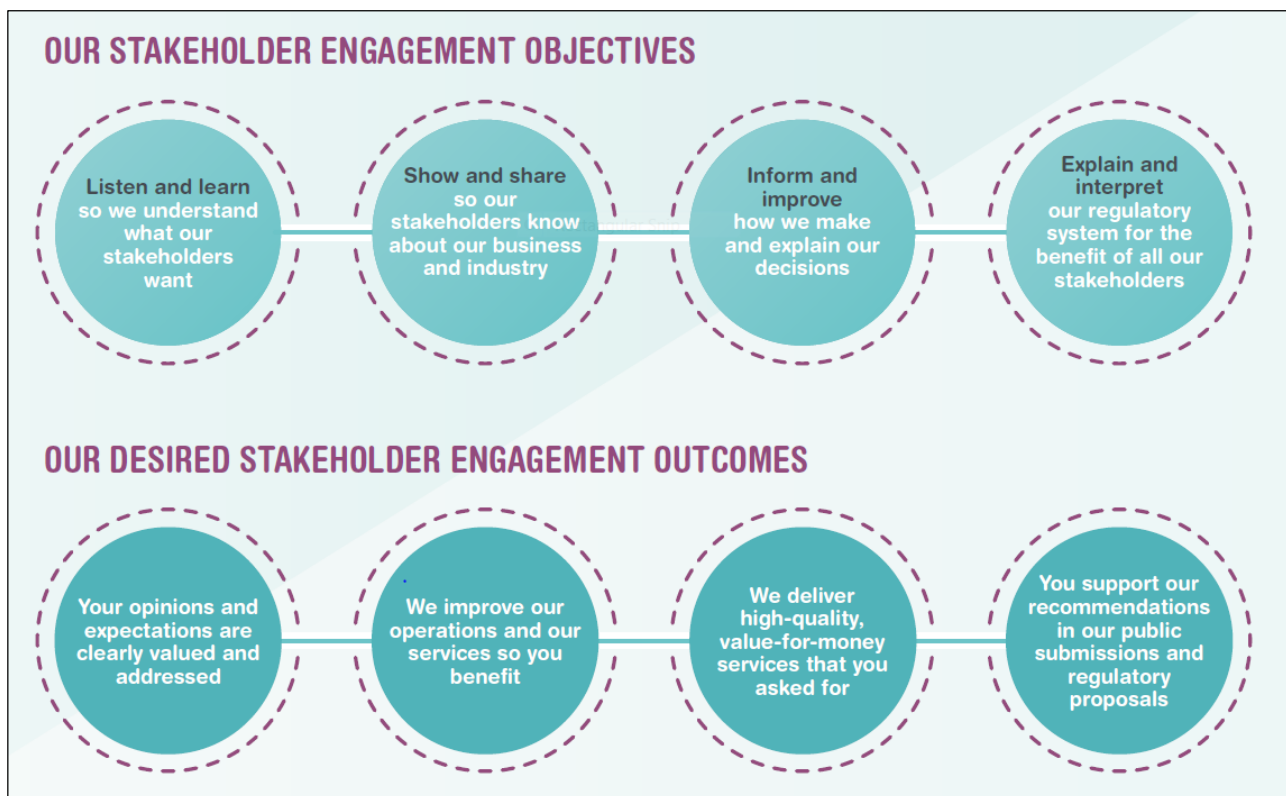 OUR STAKEHOLDER ENGAGEMENT OBJECTIVES
Listen and learn
so we understand
what our
stakeholders
want
Show and share
so our
stakeholders know
about our business
and industry
Inform and
improve
how we make
and explain our
decisions
Explain and
interpret
our regulatory
system for the
benefit of all our
stakeholders
OUR DESIRED STAKEHOLDER ENGAGEMENT OUTCOMES
Your opinions and
expectations are
clearly valued and
addressed
We improve our
operations and our
services so you
benefit
We deliver
high-quality,
value-for-money
services that you
asked for
You support our
recommendations
in our public
submissions and
regulatory
proposals